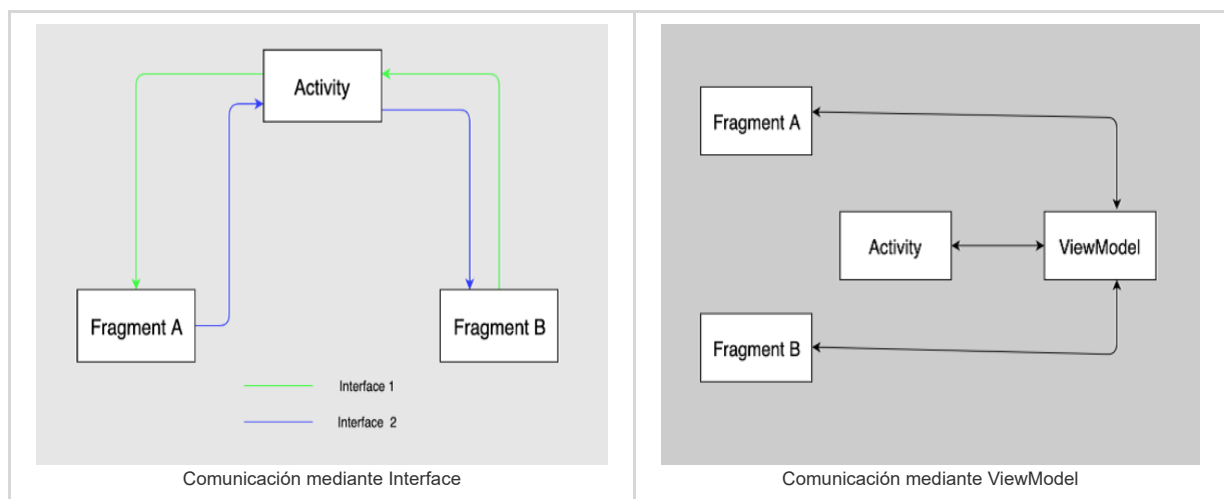 Activity
Fragment A
Fragment B
Interface 1
Interface 2
Comunicación mediante Interface
Fragment A
Activity
ViewModel
Fragment B
Comunicación mediante ViewModel